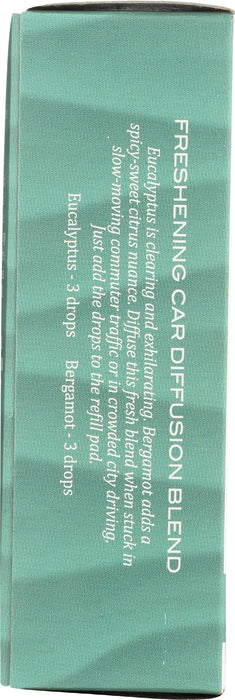 FRESHENING CAR DIFFUSION BLEND
Eucalyptus is clearing and exhilarating. Bergamot adds a
spicy-sweet citrus nuance. Diffuse this fresh blend when stuck in
slow-moving commuter traffic or in crowded city driving.
Just add the drops to the refill pad.
Eucalyptus - 3 drops Bergamot - 3 drops